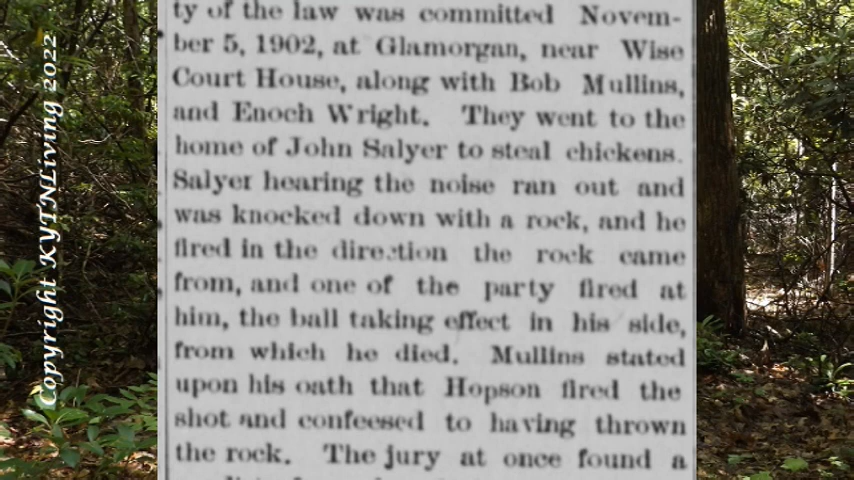 ty of the law was committed Novem-
ber 5, 1902, at Glamorgan, near Wise
Court House, along with Bob Mullins,
and Enoch Wright. They went to the
home of John Salyer to steal chickens.
Salyer hearing the noise ran out and
was knocked down with a rock, and he
fired in the direction the rock came
from, and one of the party fired at
him, the ball taking effect in his side,
from which he died. Mullins stated
upon his oath that Hopson fired the
shot and confeesed to having thrown
the rock. The jury at once found a
Copyright KYTNLiving 2022